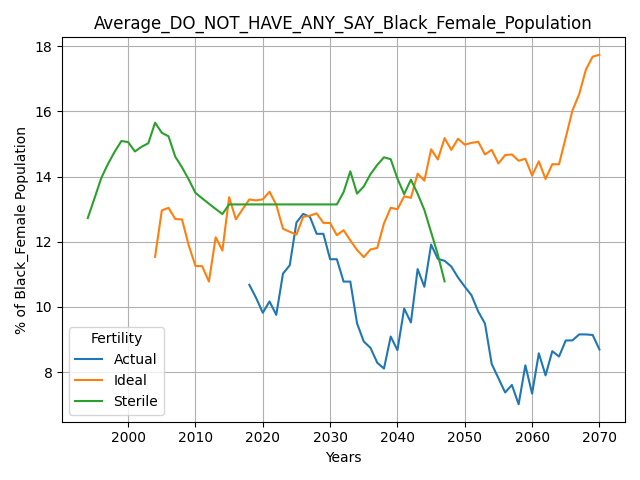 Average_DO_NOT_HAVE_ANY_SAY_Black_Female_Population
18
16
14
12
10
8
% of Black_Female Population
Fertility
Actual
Ideal
Sterile
2000 2010 2020 2030 2040 2050 2060 2070
Years